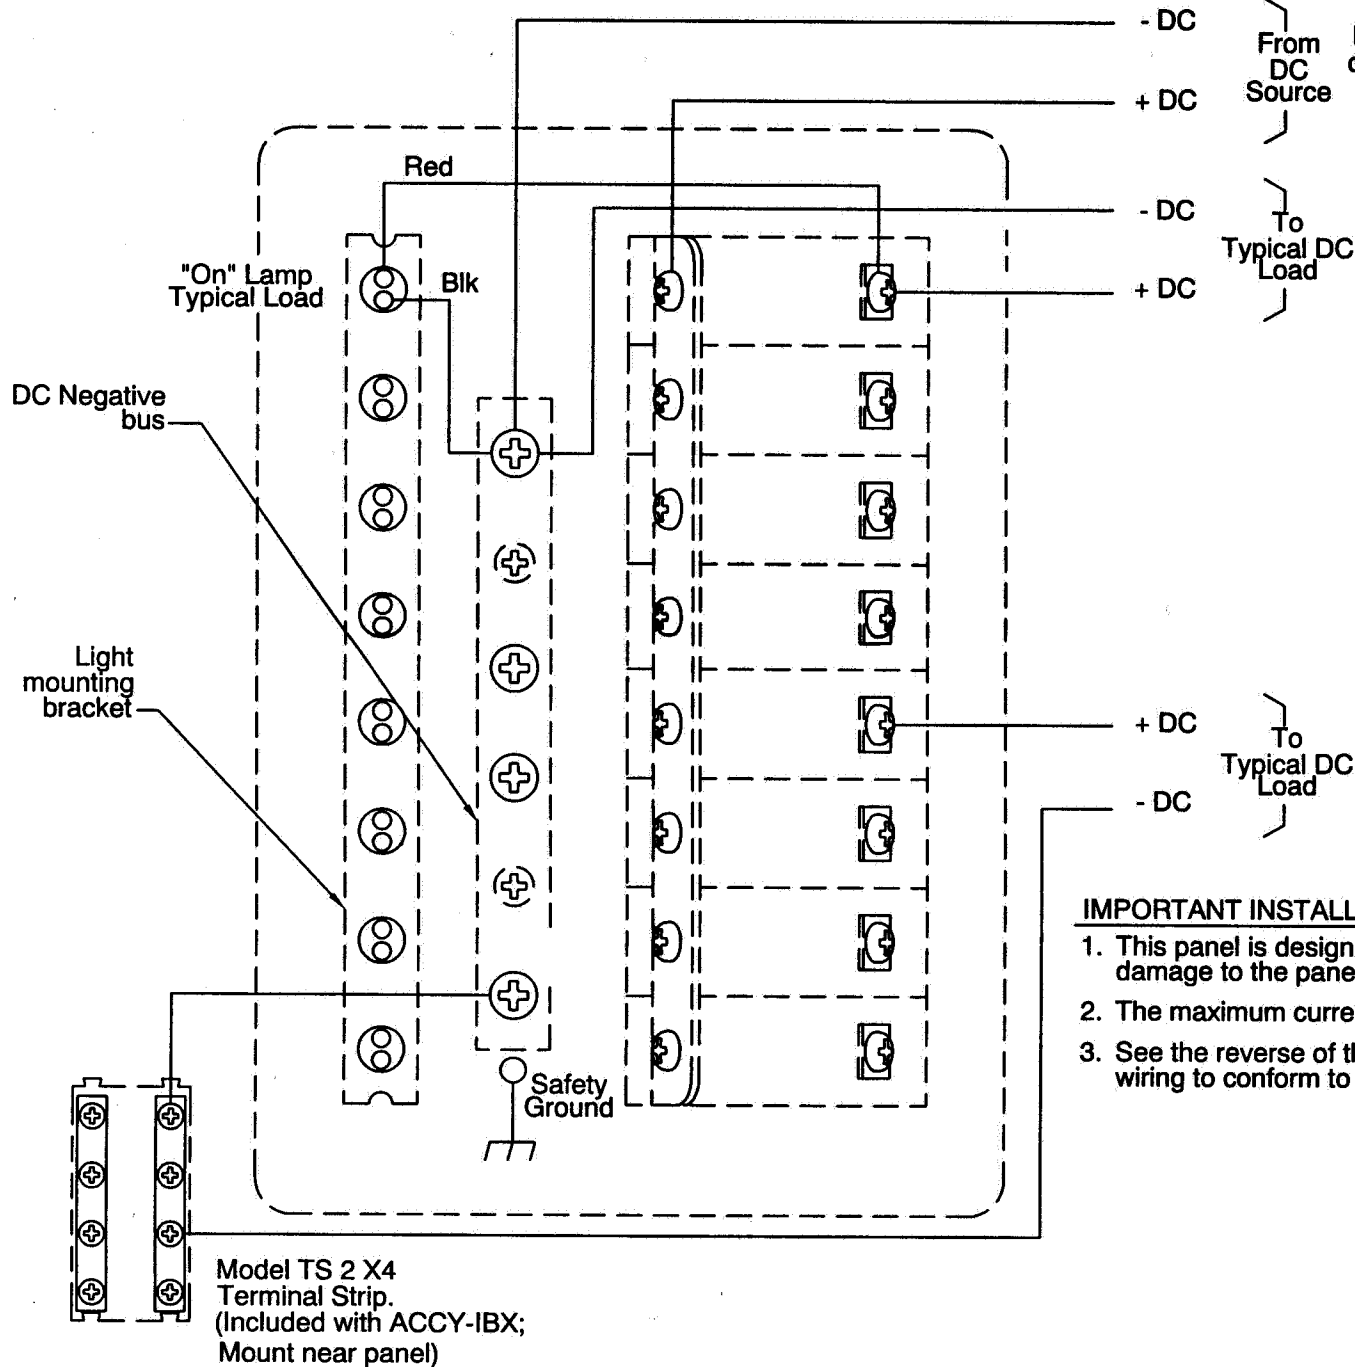 - DC
From
DC
Source
+ DC
Red
- DC
To
Typical DC
Load
"On" Lamp
Typical Load
Blk
+ DC
DC Negative
bus
Light
mounting
bracket
+ DC
To
Typical DC
Load
- DC
IMPORTANT INSTALL
1. This panel is design
damage to the pane
2. The maximum curre
3. See the reverse of th
wiring to conform to
Safety
Ground
Model TS 2 X4
Terminal Strip.
(Included with ACCY-IBX;
Mount near panel)